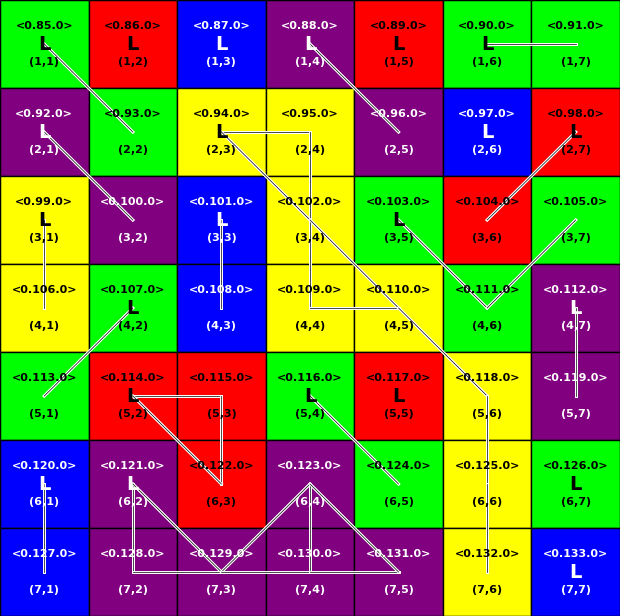 <0.85.0> <0.86.0> <0.87.0> <0.88.0> <0.89.0> <0.90.0> <0.91.0>
L L L L L L
(1,1) (1,2) (1,3) (1,4) (1,5) (1,6) (1,7)
<0.92.0> <0.93.0> <0.94.0> <0.95.0> <0.96.0> <0.97.0> <0.98.0>
L L L L
(2,1) (2,2) (2,3) (2,4) (2,5) (2,6) (2,7)
<0.99.0> <0.100.0> <0.101.0> <0.102.0> <0.103.0> <0.104.0> <0.105.0>
L L L
(3,1) (3,2) (3,3) (3,4) (3,5) (3,6) (3,7)
<0.106.0> <0.107.0> <0.108.0> <0.109.0> <0.110.0> <0.111.0> <0.112.0>
L L
(4,1) (4,2) (4,3) (4,4) (4,5) (4,6) (4,7)
<0.113.0> <0.114.0> <0.115.0> <0.116.0> <0.117.0> <0.118.0> <0.119.0>
L L L
(5,1) (5,2) (5,3) (5,4) (5,5) (5,6) (5,7)
<0.120.0> <0.121.0> <0.122.0> <0.123.0> <0.124.0> <0.125.0> <0.126.0>
L L L
(6,1) (6,2) (6,3) (6,4) (6,5) (6,6) (6,7)
<0.127.0> <0.128.0> <0.129.0> <0.130.0> <0.131.0> <0.132.0> <0.133.0>
L
(7,1) (7,2) (7,3) (7,4) (7,5) (7,6) (7,7)